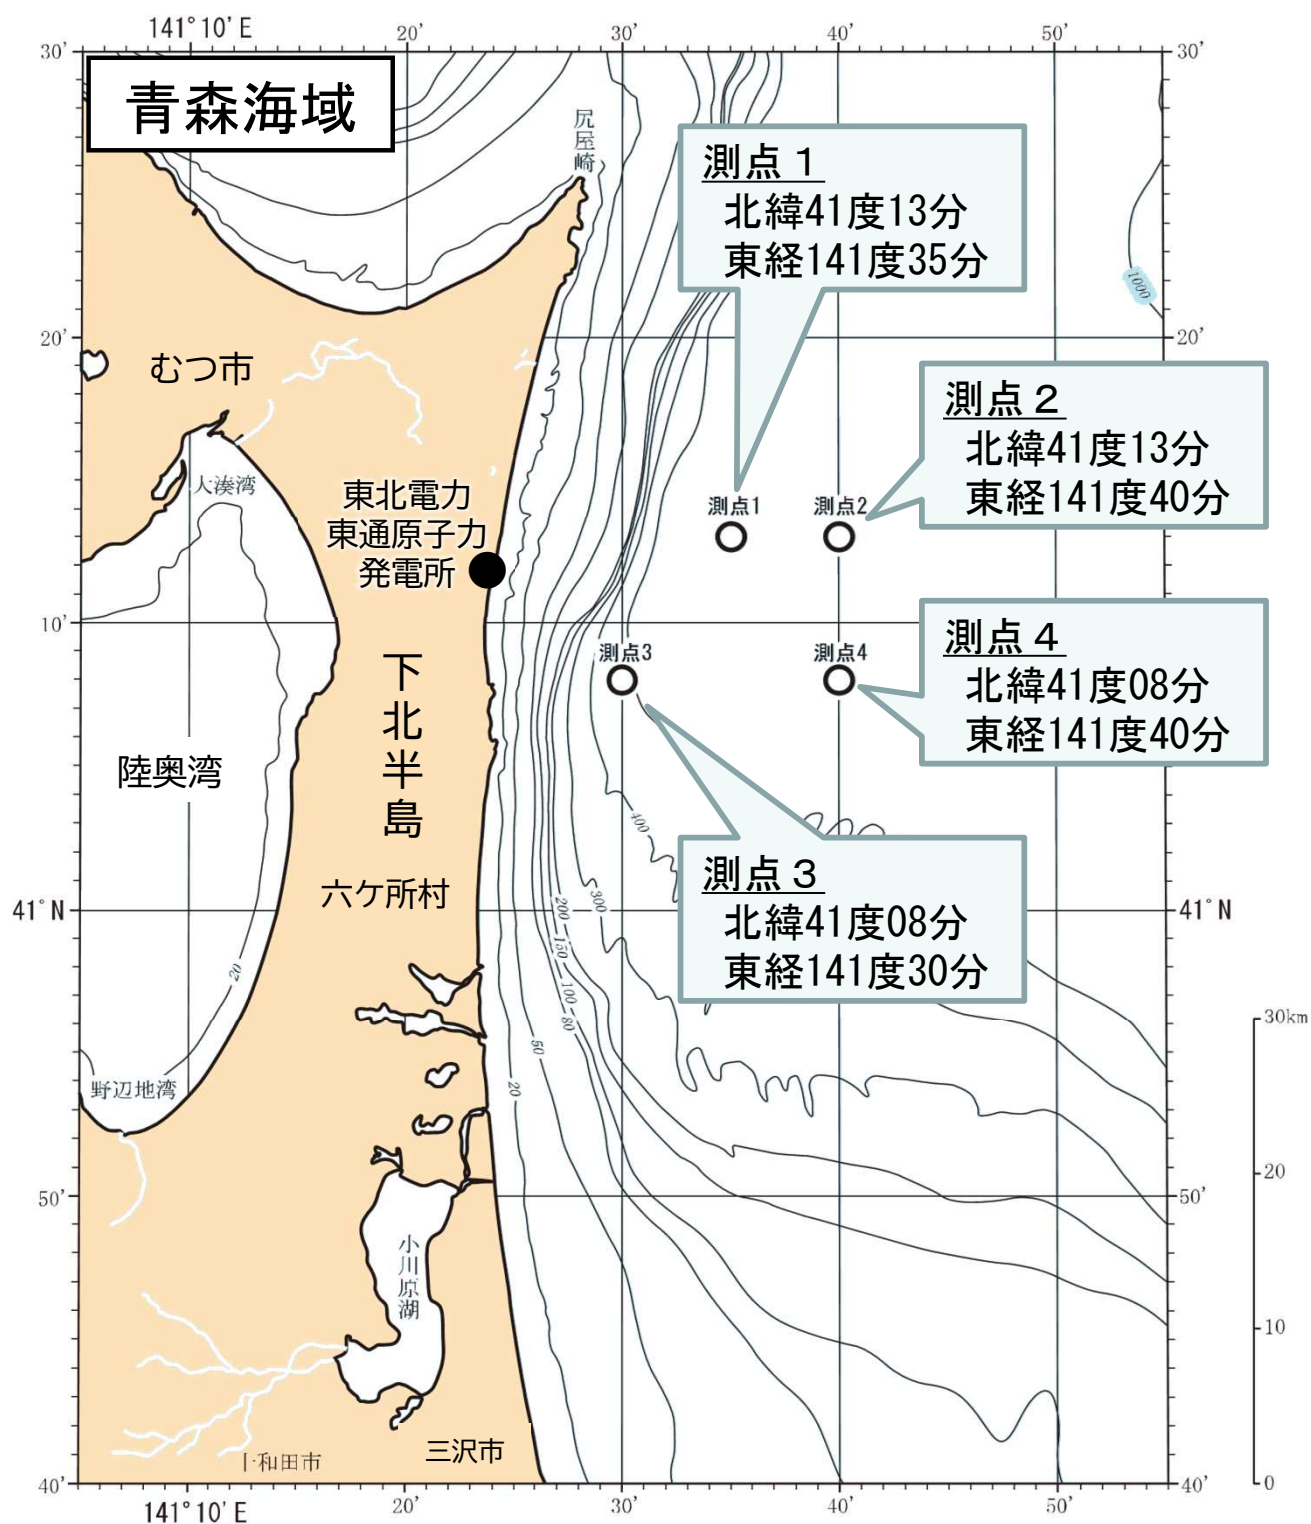 141°10′E
20′
30′
40′
50′
30′
30′
青森海域
尻屋崎
測点１
北緯41度13分
東経141度35分
1000
20′
20′
むつ市
測点２
北緯41度13分
東経141度40分
大湊湾
東北電力
東通原子力
発電所
測点1
測点2
10′
測点４
北緯41度08分
東経141度40分
測点3
測点4
下北半島
陸奥湾
400
測点３
北緯41度08分
東経141度30分
六ケ所村
300
200
150
100
80
41°N
41°N
20
50
20
30km
野辺地湾
20
50′
50′
小川原湖
10
三沢市
十和田市
40′
40′
0
141°10′E
20′
30′
40′
50′